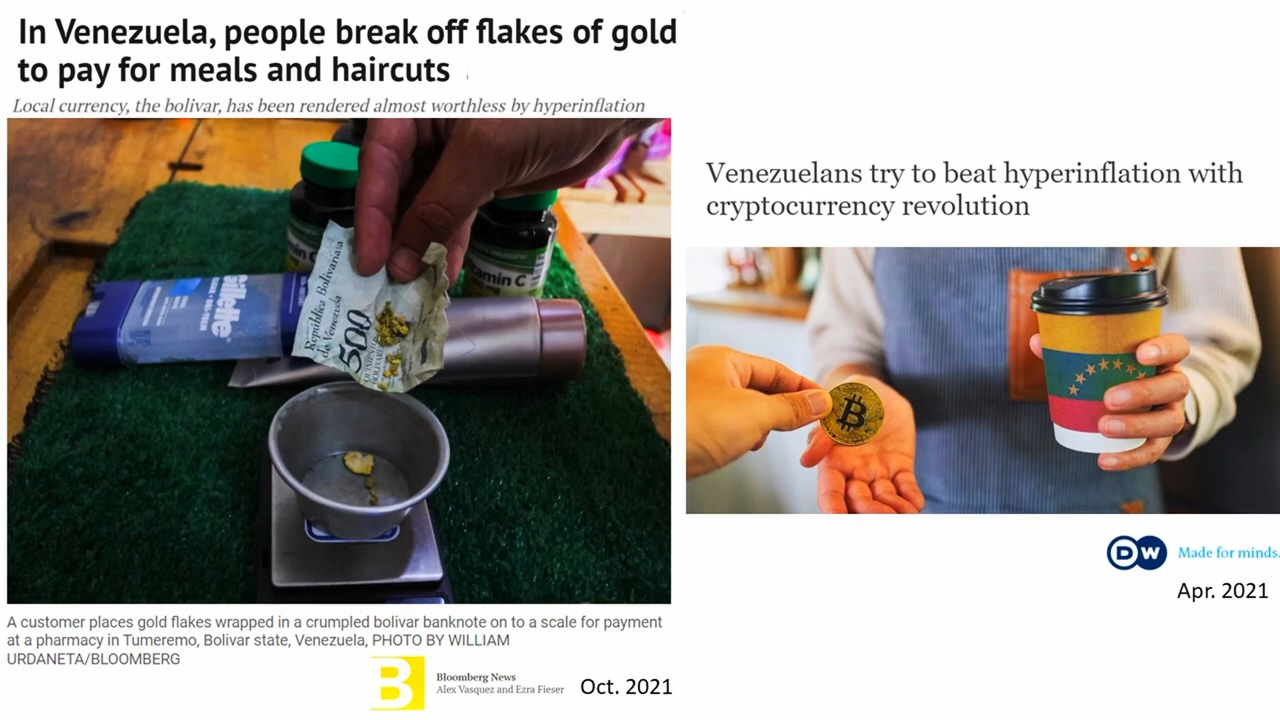 In Venezuela, people break off flakes of gold
to pay for meals and haircuts
Local currency, the bolivar, has been rendered almost worthless by hyperinflation
Gillette
Vitamin C
República Bolivariana
de Venezuela
500
A customer places gold flakes wrapped in a crumpled bolivar banknote on to a scale for payment
at a pharmacy in Tumeremo, Bolivar state, Venezuela, PHOTO BY WILLIAM
URDANETA/BLOOMBERG
B
Bloomberg News
Alex Vasquez and Ezra Fieser
Oct. 2021
Venezuelans try to beat hyperinflation with
cryptocurrency revolution
DW
Made for minds.
Apr. 2021